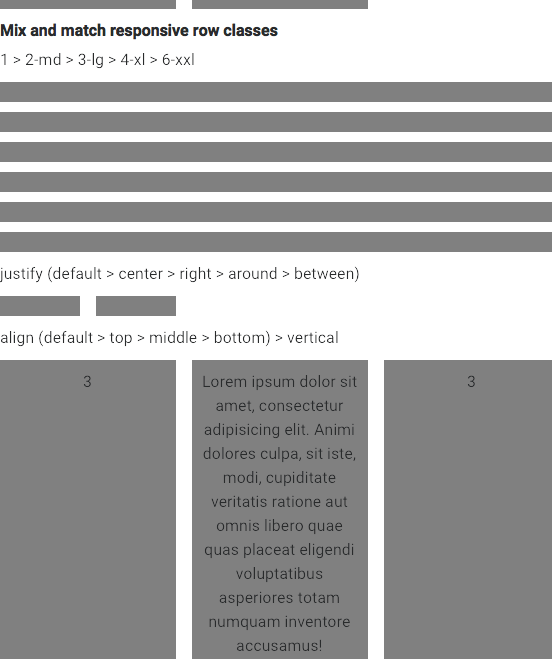 Mix and match responsive row classes
1 > 2-md > 3-lg > 4-xl > 6-xxl
justify (default > center > right > around > between)
align (default > top > middle > bottom) > vertical
3
Lorem ipsum dolor sit
amet, consectetur
adipisicing elit. Animi
dolores culpa, sit iste,
modi, cupiditate
veritatis ratione aut
omnis libero quae
quas placeat eligendi
voluptatibus
asperiores totam
numquam inventore
accusamus!
3